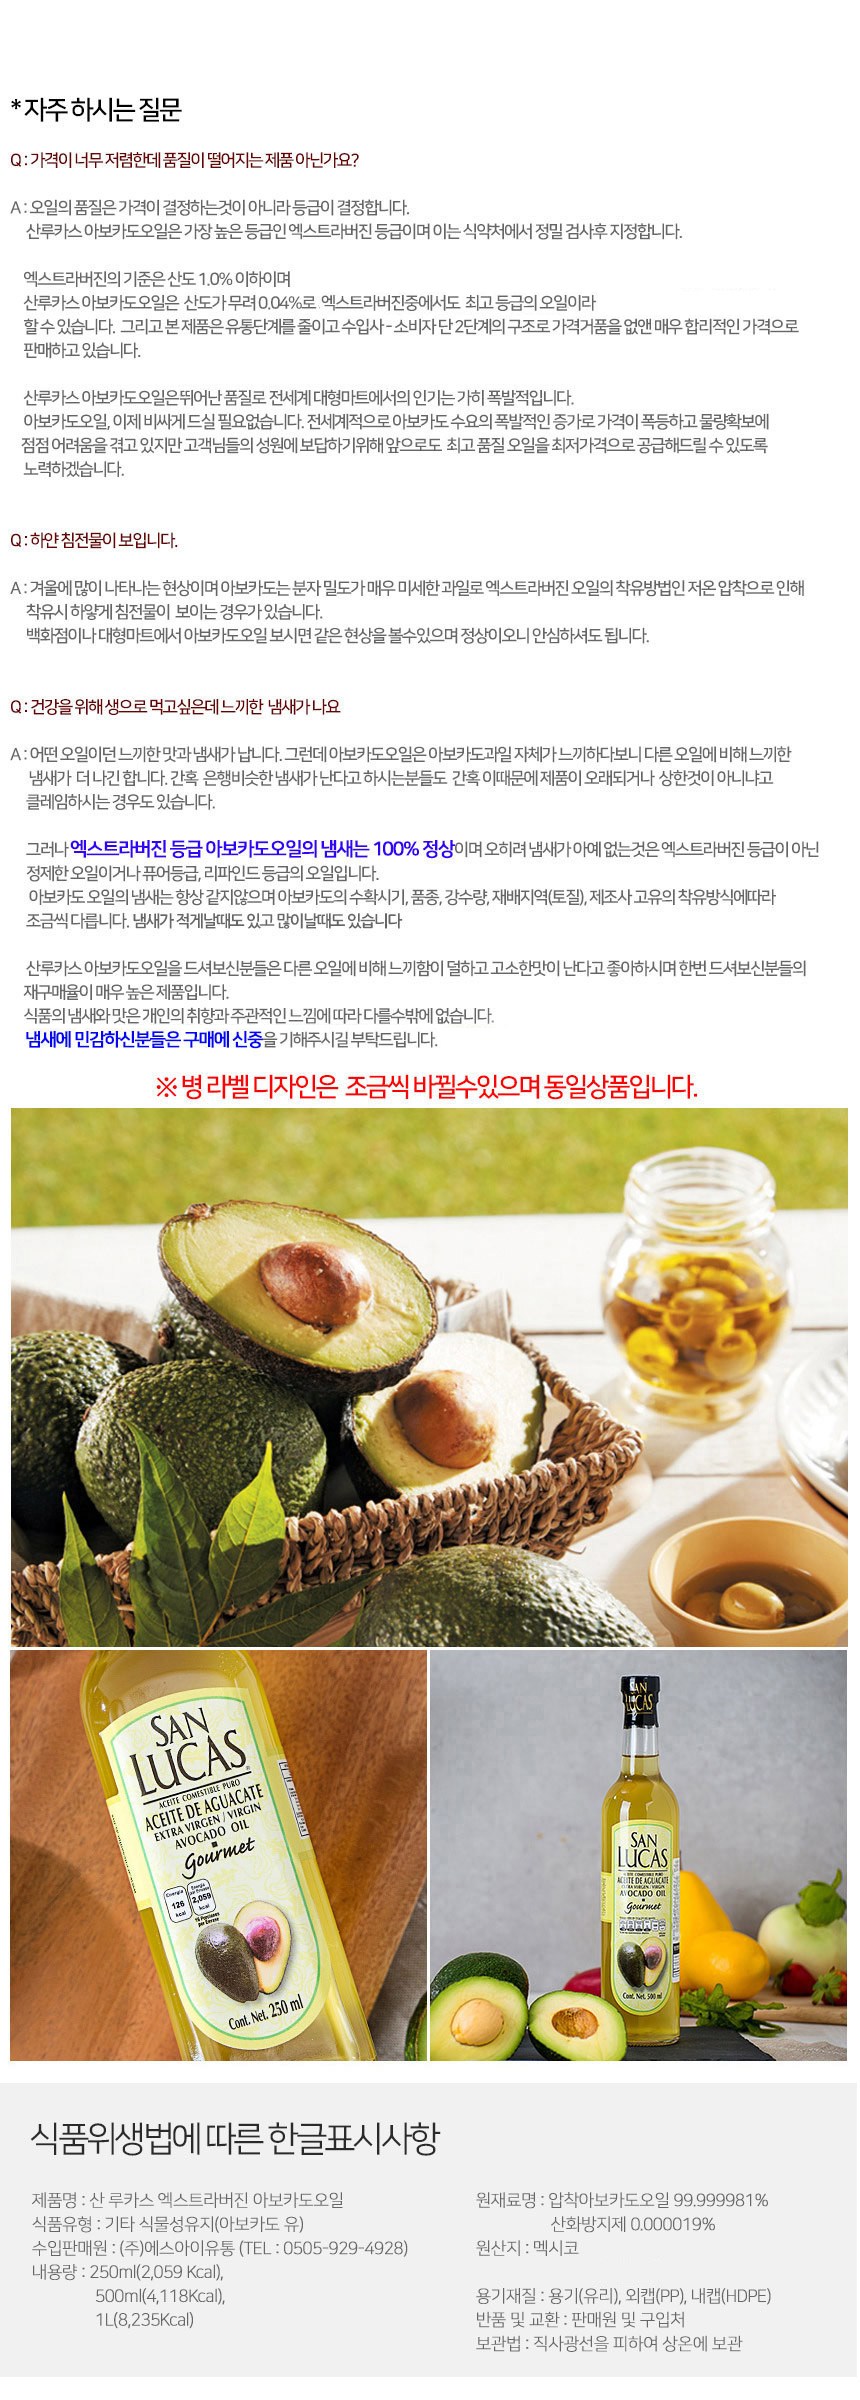 * 자주 하시는 질문
Q : 가격이 너무 저렴한데 품질이 떨어지는 제품 아닌가요?
A : 오일의 품질은 가격이 결정하는것이 아니라 등급이 결정합니다.
산루카스 아보카도오일은 가장 높은 등급인 엑스트라버진 등급이며 이는 식약처에서 정밀 검사후 지정합니다.
엑스트라버진의 기준은 산도 1.0% 이하이며
산루카스 아보카도오일은 산도가 무려 0.04%로 엑스트라버진중에서도 최고 등급의 오일이라
할 수 있습니다. 그리고 본 제품은 유통단계를 줄이고 수입사 - 소비자 단 2단계의 구조로 가격거품을 없앤 매우 합리적인 가격으로
판매하고 있습니다.
산루카스 아보카도오일은뛰어난 품질로 전세계 대형마트에서의 인기는 가히 폭발적입니다.
아보카도오일, 이제 비싸게 드실 필요없습니다. 전세계적으로 아보카도 수요의 폭발적인 증가로 가격이 폭등하고 물량확보에
점점 어려움을 겪고 있지만 고객님들의 성원에 보답하기위해 앞으로도 최고 품질 오일을 최저가격으로 공급해드릴 수 있도록
노력하겠습니다.
Q : 하얀 침전물이 보입니다.
A : 겨울에 많이 나타나는 현상이며 아보카도는 분자 밀도가 매우 미세한 과일로 엑스트라버진 오일의 착유방법인 저온 압착으로 인해
착유시 하얗게 침전물이 보이는 경우가 있습니다.
백화점이나 대형마트에서 아보카도오일 보시면 같은 현상을 볼수있으며 정상이오니 안심하셔도 됩니다.
Q : 건강을 위해 생으로 먹고싶은데 느끼한 냄새가 나요
A : 어떤 오일이던 느끼한 맛과 냄새가 납니다. 그런데 아보카도오일은 아보카도과일 자체가 느끼하다보니 다른 오일에 비해 느끼한
냄새가 더 나긴 합니다. 간혹 은행비슷한 냄새가 난다고 하시는분들도 간혹 이때문에 제품이 오래되거나 상한것이 아니냐고
클레임하시는 경우도 있습니다.
그러나 엑스트라버진 등급 아보카도오일의 냄새는 100% 정상이며 오히려 냄새가 아예 없는것은 엑스트라버진 등급이 아닌
정제한 오일이거나 퓨어등급, 리파인드 등급의 오일입니다.
아보카도 오일의 냄새는 항상 같지않으며 아보카도의 수확시기, 품종, 강수량, 재배지역(토질), 제조사 고유의 착유방식에따라
조금씩 다릅니다. 냄새가 적게날때도 있고 많이날때도 있습니다
산루카스 아보카도오일을 드셔보신분들은 다른 오일에 비해 느끼함이 덜하고 고소한맛이 난다고 좋아하시며 한번 드셔보신분들의
재구매율이 매우 높은 제품입니다.
식품의 냄새와 맛은 개인의 취향과 주관적인 느낌에 따라 다를수밖에 없습니다.
냄새에 민감하신분들은 구매에 신중을 기해주시길 부탁드립니다.
※ 병 라벨 디자인은 조금씩 바뀔수있으며 동일상품입니다.
SAN
LUCAS
ACEITE COMESTIBLE PURO
ACEITE DE AGUACATE
EXTRA VIRGEN / VIRGIN
AVOCADO OIL
Gourmet
Energía
126
kcal
Energía
por Envase
2,059
kcal
16 Porciones
por Envase
Cont. Net. 250 ml
SAN
LUCAS
SAN
LUCAS
ACEITE COMESTIBLE PURO
ACEITE DE AGUACATE
EXTRA VIRGEN / VIRGIN
AVOCADO OIL
Gourmet
Cont. Net. 500 ml
식품위생법에 따른 한글표시사항
제품명 : 산 루카스 엑스트라버진 아보카도오일
식품유형 : 기타 식물성유지(아보카도 유)
수입판매원 : (주)에스아이유통 (TEL : 0505-929-4928)
내용량 : 250ml(2,059 Kcal),
500ml(4,118Kcal),
1L(8,235Kcal)
원재료명 : 압착아보카도오일 99.999981%
산화방지제 0.000019%
원산지 : 멕시코
용기재질 : 용기(유리), 외캡(PP), 내캡(HDPE)
반품 및 교환 : 판매원 및 구입처
보관법 : 직사광선을 피하여 상온에 보관